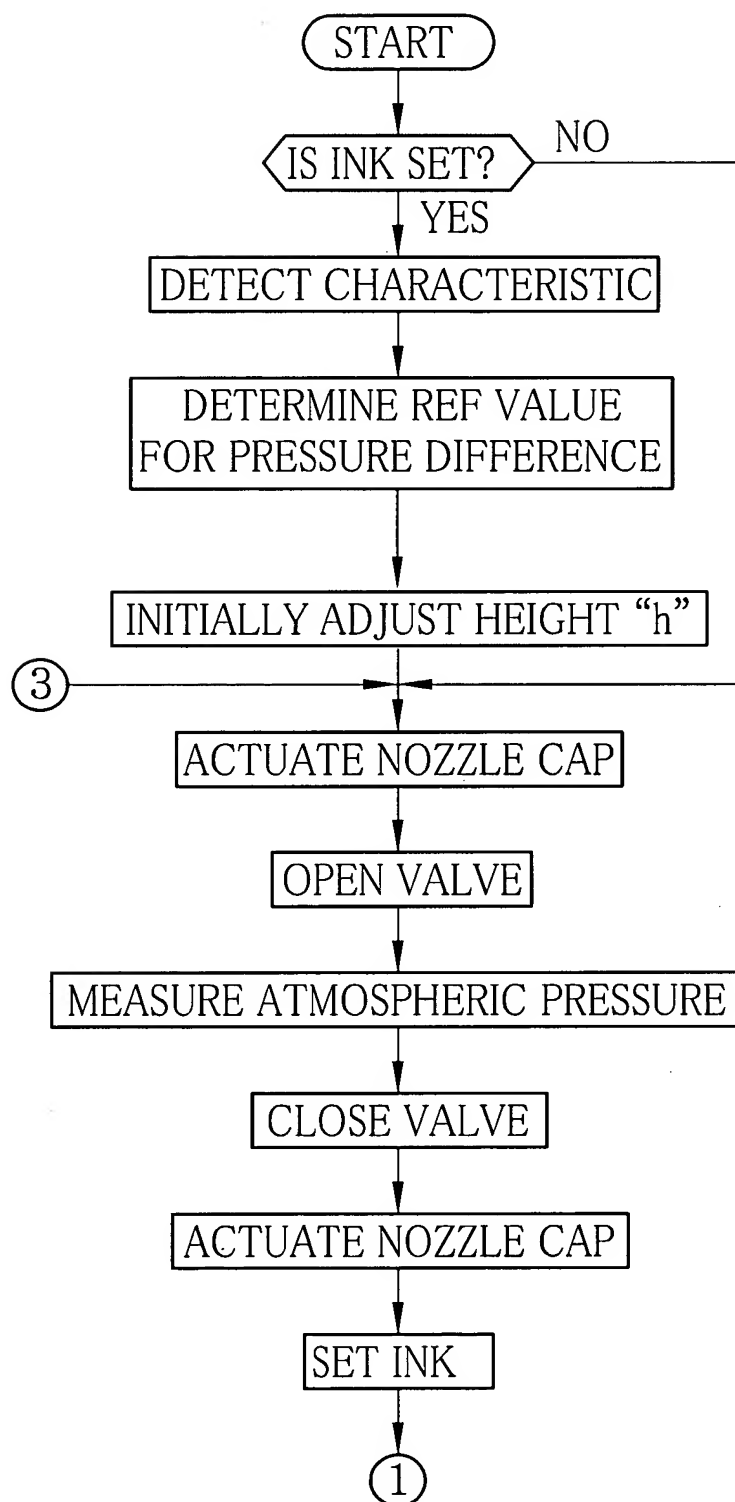 START
IS INK SET?
NO
YES
DETECT CHARACTERISTIC
DETERMINE REF VALUE
FOR PRESSURE DIFFERENCE
INITIALLY ADJUST HEIGHT “h”
3
ACTUATE NOZZLE CAP
OPEN VALVE
MEASURE ATMOSPHERIC PRESSURE
CLOSE VALVE
ACTUATE NOZZLE CAP
SET INK
1